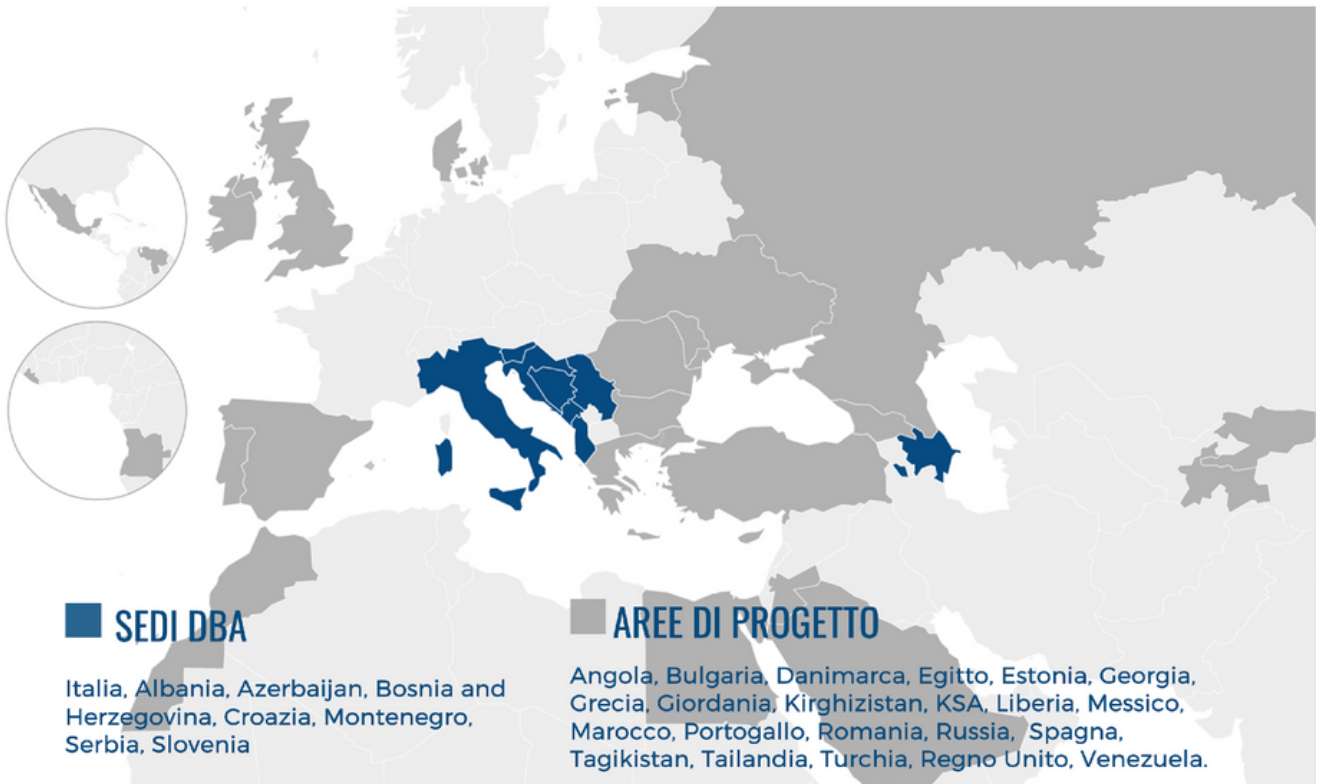 SEDI DBA
Italia, Albania, Azerbaijan, Bosnia and
Herzegovina, Croazia, Montenegro,
Serbia, Slovenia
AREE DI PROGETTO
Angola, Bulgaria, Danimarca, Egitto, Estonia, Georgia,
Grecia, Giordania, Kirghizistan, KSA, Liberia, Messico,
Marocco, Portogallo, Romania, Russia, Spagna,
Tagikistan, Tailandia, Turchia, Regno Unito, Venezuela.